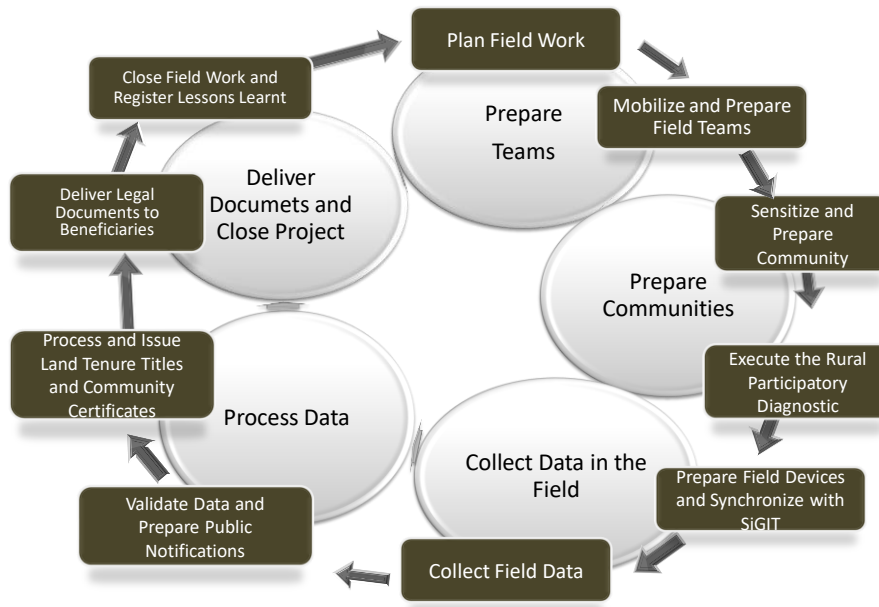 Plan Field Work
Close Field Work and
Register Lessons Learnt
Prepare
Teams
Mobilize and Prepare
Field Teams
Deliver
Documets and
Close Project
Deliver Legal
Documents to
Beneficiaries
Sensitize and
Prepare
Community
Prepare
Communities
Process and Issue
Land Tenure Titles
and Community
Certificates
Execute the Rural
Participatory
Diagnostic
Process Data
Collect Data in the
Field
Prepare Field Devices
and Synchronize with
SiGIT
Validate Data and
Prepare Public
Notifications
Collect Field Data